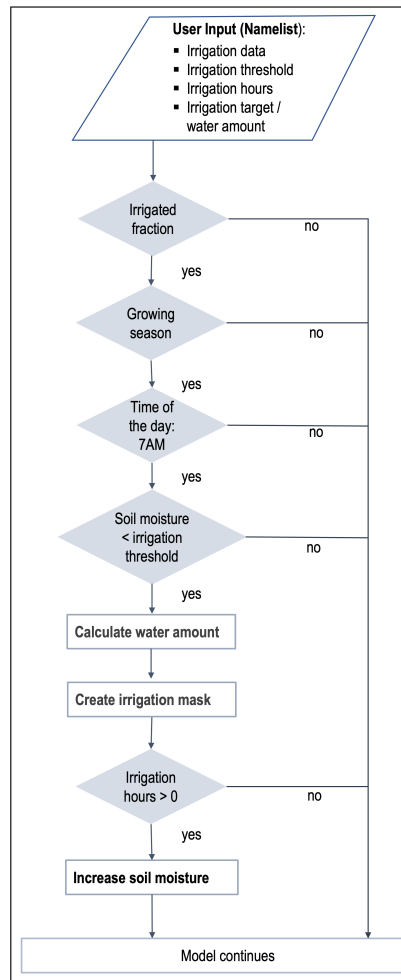 User Input (Namelist):
▪ Irrigation data
▪ Irrigation threshold
▪ Irrigation hours
▪ Irrigation target /
water amount
Irrigated
fraction
no
yes
Growing
season
no
yes
Time of
the day:
7AM
no
yes
Soil moisture
< irrigation
threshold
no
yes
Calculate water amount
Create irrigation mask
Irrigation
hours > 0
no
yes
Increase soil moisture
Model continues